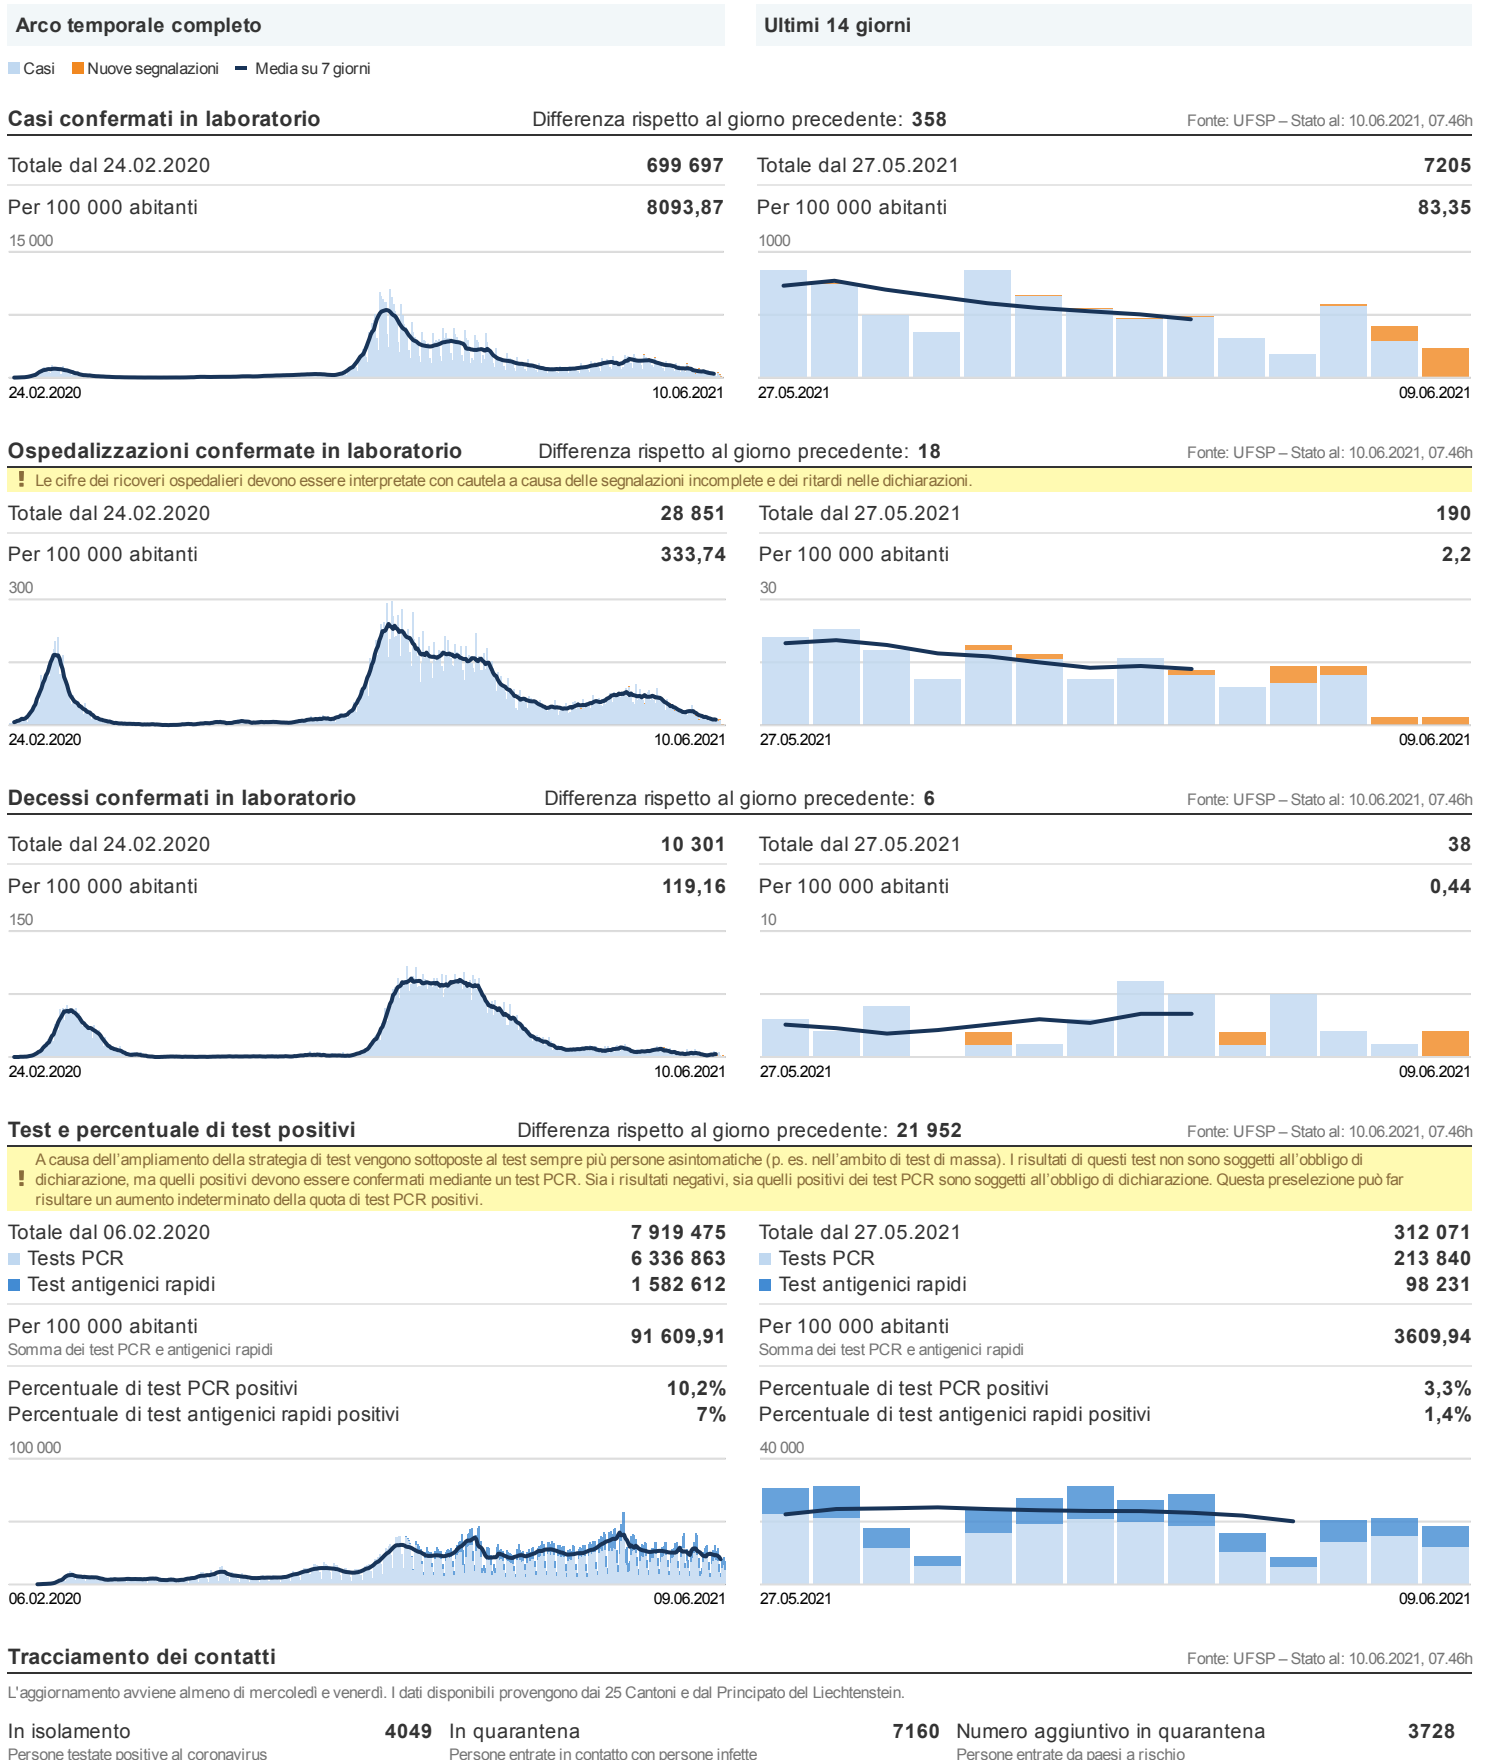 Arco temporale completo
Ultimi 14 giorni
Casi Nuove segnalazioni Media su 7 giorni
Casi confermati in laboratorio Differenza rispetto al giorno precedente: 358 Fonte: UFSP – Stato al: 10.06.2021, 07.46h
Totale dal 24.02.2020 699 697
Per 100 000 abitanti 8093,87
15 000
24.02.2020 10.06.2021
Totale dal 27.05.2021 7205
Per 100 000 abitanti 83,35
1000
27.05.2021 09.06.2021
Ospedalizzazioni confermate in laboratorio Differenza rispetto al giorno precedente: 18 Fonte: UFSP – Stato al: 10.06.2021, 07.46h
! Le cifre dei ricoveri ospedalieri devono essere interpretate con cautela a causa delle segnalazioni incomplete e dei ritardi nelle dichiarazioni.
Totale dal 24.02.2020 28 851
Per 100 000 abitanti 333,74
300
24.02.2020 10.06.2021
Totale dal 27.05.2021 190
Per 100 000 abitanti 2,2
30
27.05.2021 09.06.2021
Decessi confermati in laboratorio Differenza rispetto al giorno precedente: 6 Fonte: UFSP – Stato al: 10.06.2021, 07.46h
Totale dal 24.02.2020 10 301
Per 100 000 abitanti 119,16
150
24.02.2020 10.06.2021
Totale dal 27.05.2021 38
Per 100 000 abitanti 0,44
10
27.05.2021 09.06.2021
Test e percentuale di test positivi Differenza rispetto al giorno precedente: 21 952 Fonte: UFSP – Stato al: 10.06.2021, 07.46h
A causa dell'ampliamento della strategia di test vengono sottoposte al test sempre più persone asintomatiche (p. es. nell'ambito di test di massa). I risultati di questi test non sono soggetti all'obbligo di
! dichiarazione, ma quelli positivi devono essere confermati mediante un test PCR. Sia i risultati negativi, sia quelli positivi dei test PCR sono soggetti all'obbligo di dichiarazione. Questa preselezione può far
risultare un aumento indeterminato della quota di test PCR positivi.
Totale dal 06.02.2020 7 919 475
Tests PCR 6 336 863
Test antigenici rapidi 1 582 612
Per 100 000 abitanti 91 609,91
Somma dei test PCR e antigenici rapidi
Percentuale di test PCR positivi 10,2%
Percentuale di test antigenici rapidi positivi 7%
100 000
06.02.2020 09.06.2021
Totale dal 27.05.2021 312 071
Tests PCR 213 840
Test antigenici rapidi 98 231
Per 100 000 abitanti 3609,94
Somma dei test PCR e antigenici rapidi
Percentuale di test PCR positivi 3,3%
Percentuale di test antigenici rapidi positivi 1,4%
40 000
27.05.2021 09.06.2021
Tracciamento dei contatti Fonte: UFSP – Stato al: 10.06.2021, 07.46h
L'aggiornamento avviene almeno di mercoledì e venerdì. I dati disponibili provengono dai 25 Cantoni e dal Principato del Liechtenstein.
In isolamento 4049 In quarantena 7160 Numero aggiuntivo in quarantena 3728
Persone testate positive al coronavirus Persone entrate in contatto con persone infette Persone entrate da paesi a rischio